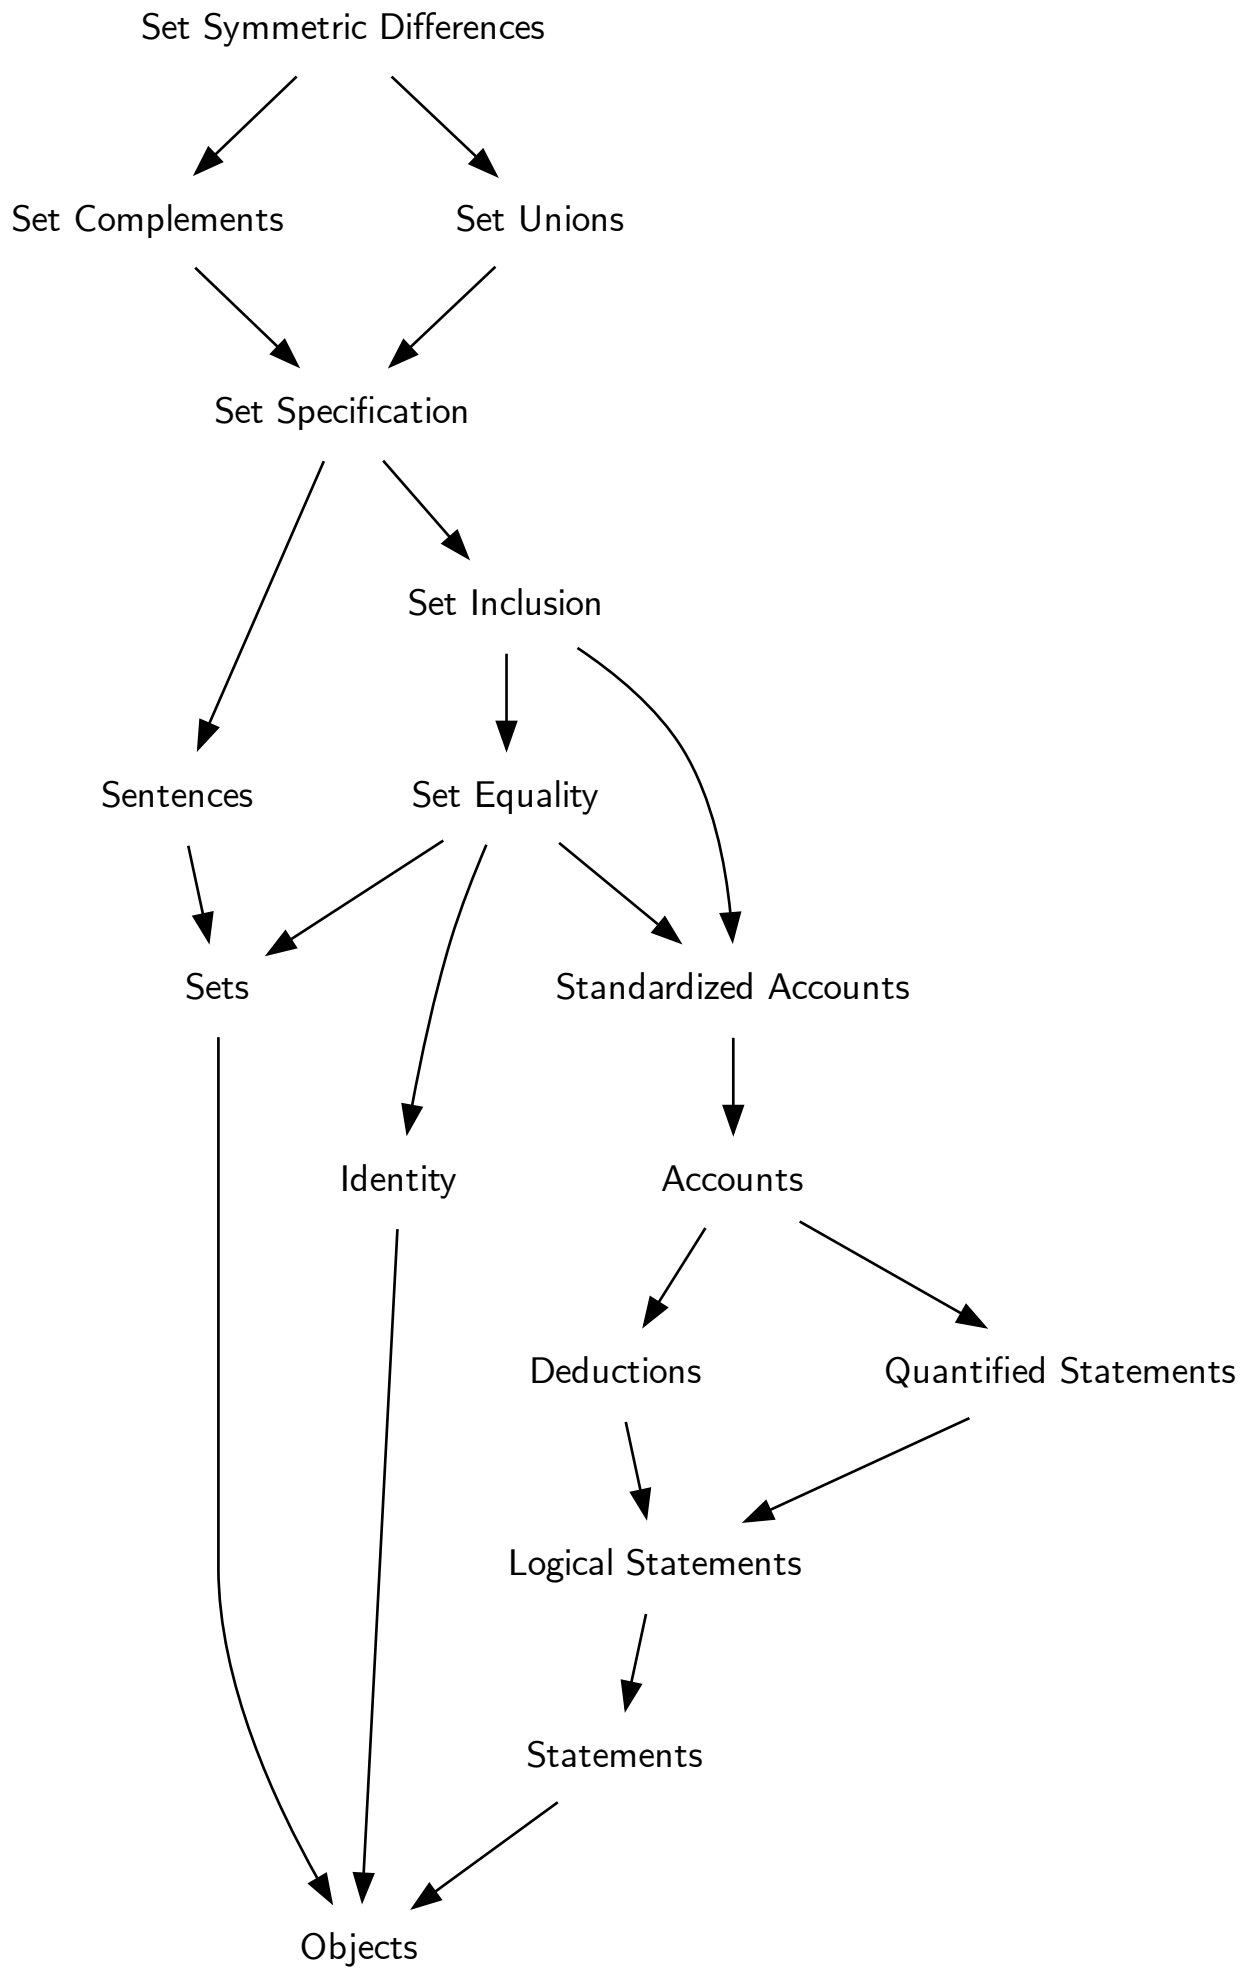 Set Symmetric Differences
Set Complements
Set Unions
Set Specification
Set Inclusion
Sentences
Set Equality
Sets
Standardized Accounts
Identity
Accounts
Deductions
Quantified Statements
Logical Statements
Statements
Objects